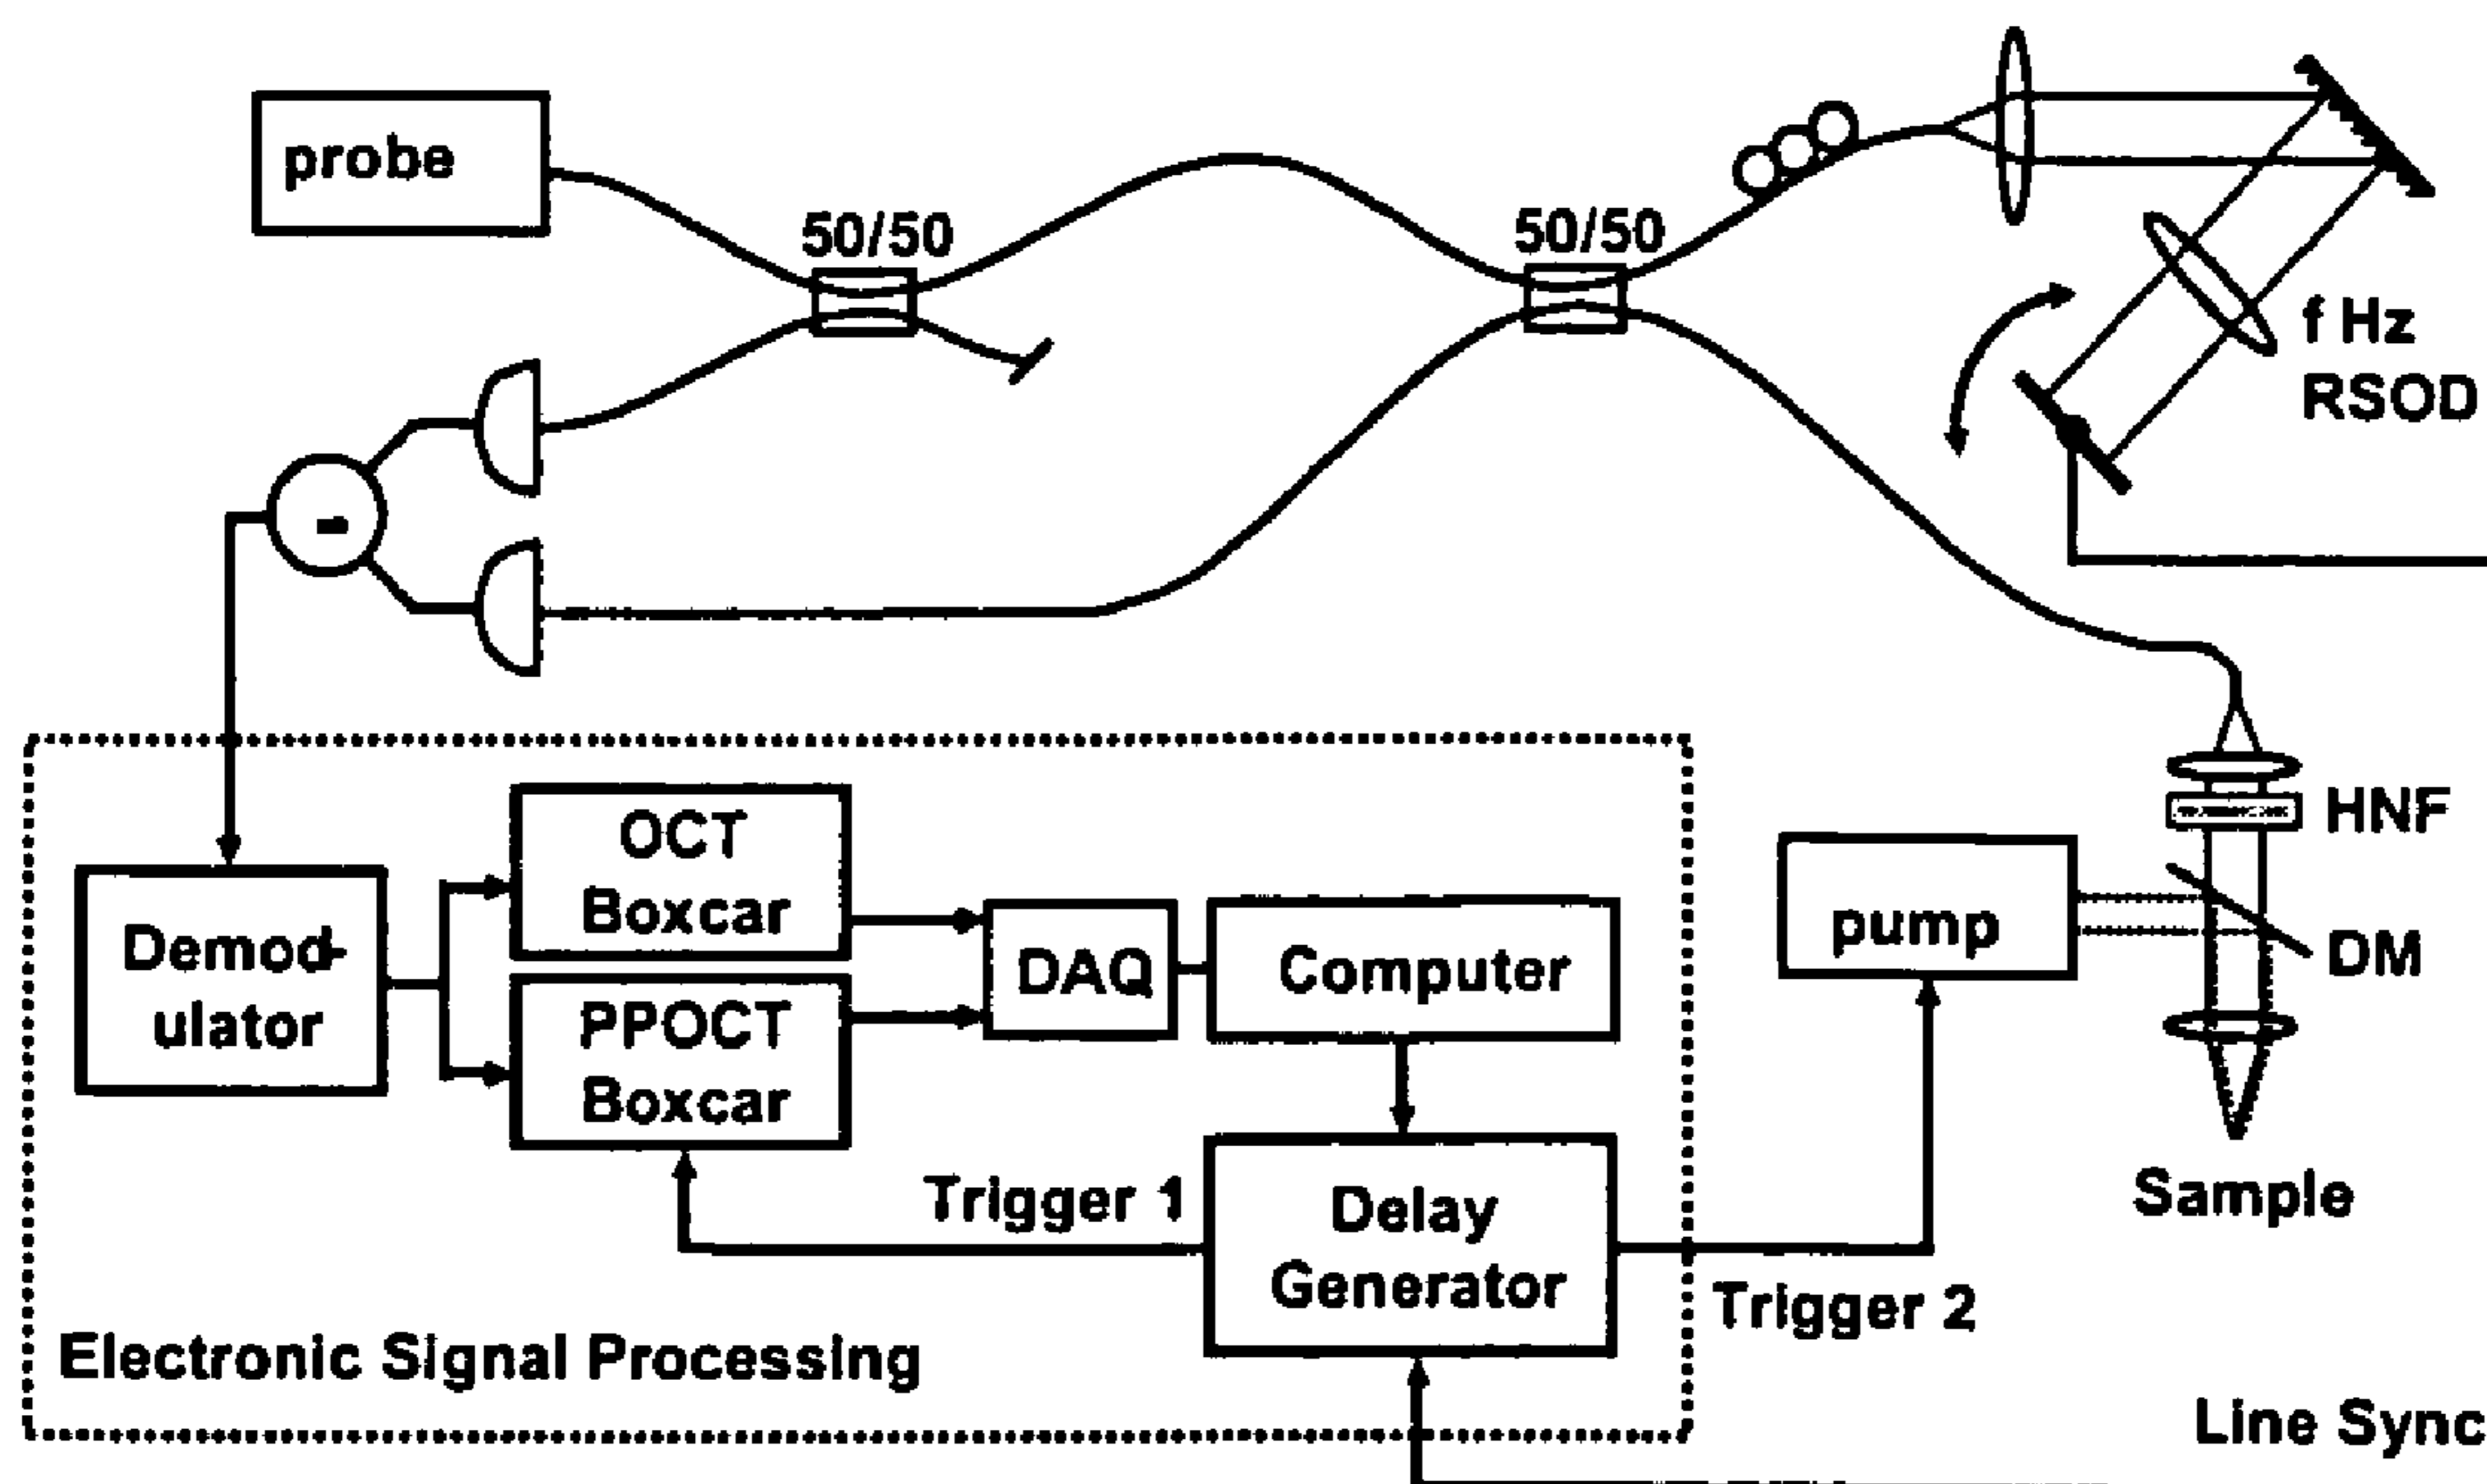 probe
50/50
50/50
f Hz
RSOD
-
HNF
OCT
Boxcar
Demod-
ulator
DAQ
Computer
pump
DM
PPOCT
Boxcar
Trigger 1
Delay
Generator
Sample
Trigger 2
Electronic Signal Processing
Line Sync